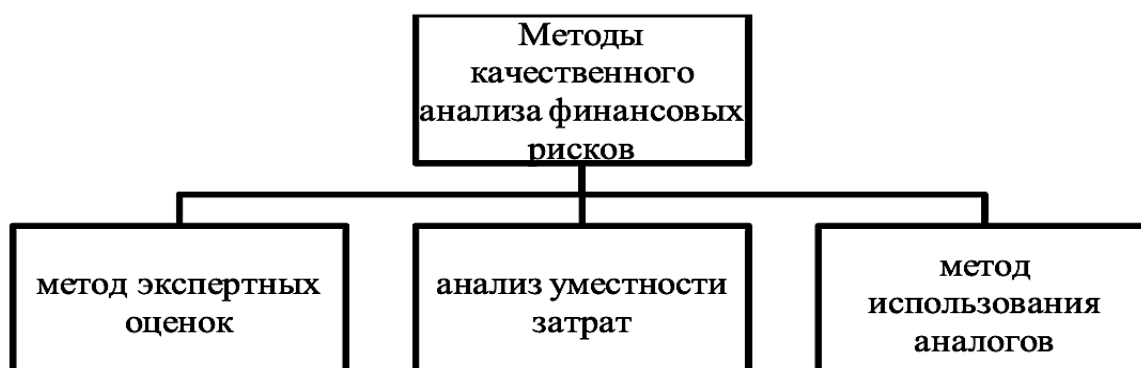 Методы
качественного
анализа финансовых
рисков
метод экспертных
оценок
анализ уместности
затрат
метод
использования
аналогов